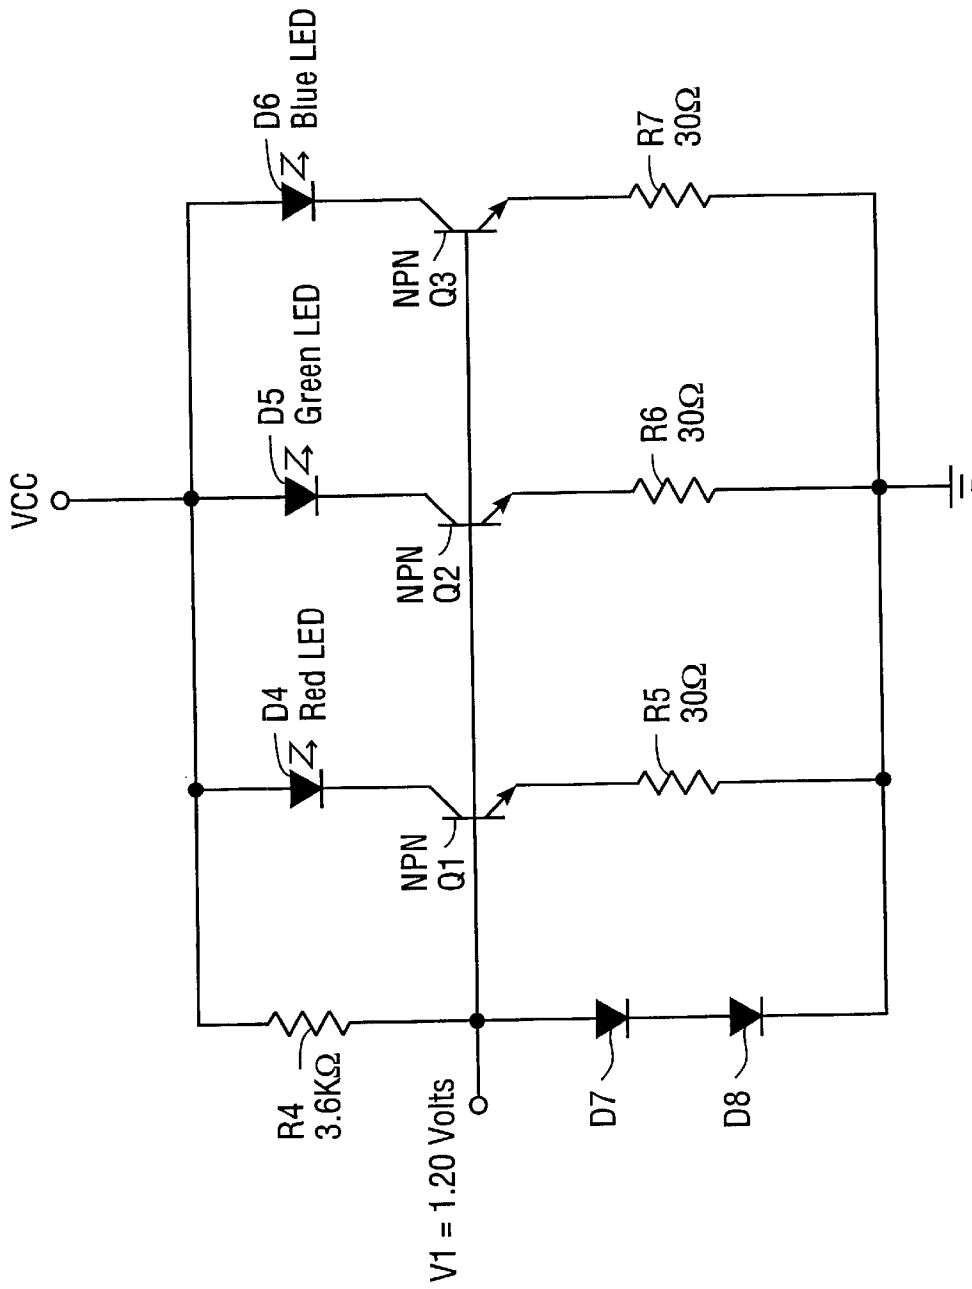 VCC
D4
Red LED
D5
Green LED
D6
Blue LED
R4
3.6KΩ
NPN
Q1
NPN
Q2
NPN
Q3
V1 = 1.20 Volts
D7
D8
R5
30Ω
R6
30Ω
R7
30Ω